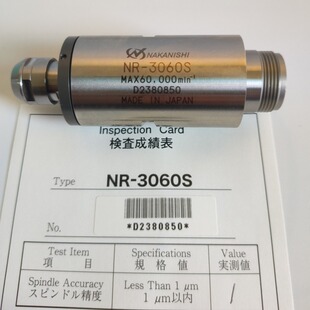 NAKANISHI
NR-3060S
MAX60.000min⁻¹
D2380850
MADE IN JAPAN
Inspection Card
検査成績表
Type NR-3060S
No.
*D2380850*
Test Item Specifications Value
項 目 規 格 値 実測値
Spindle Accuracy Less Than 1 μm 1
スピンドル精度 1 μm以内